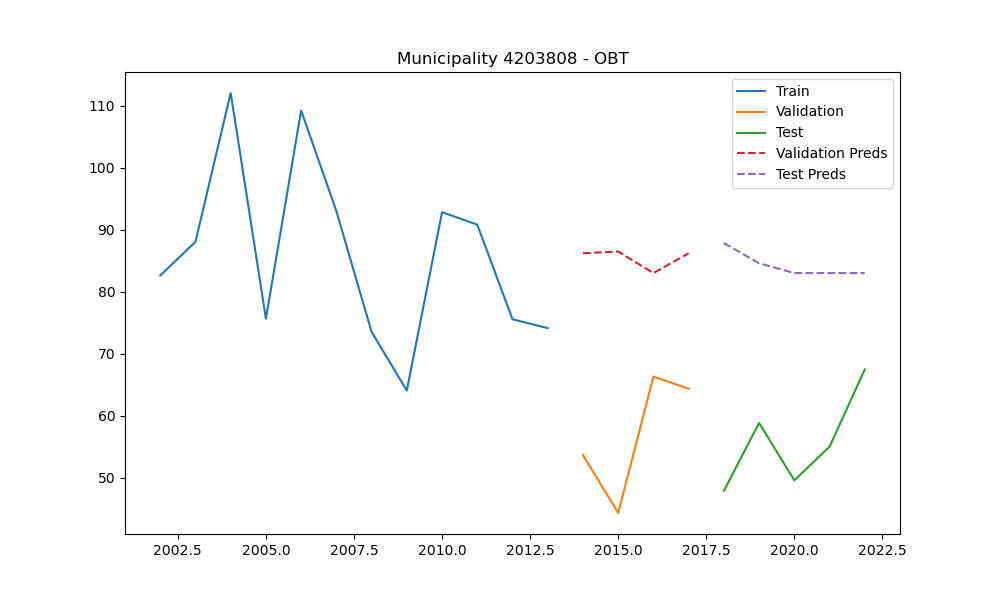 Municipality 4203808 - OBT
Train
Validation
Test
Validation Preds
Test Preds
110
100
90
80
70
60
50
2002.5 2005.0 2007.5 2010.0 2012.5 2015.0 2017.5 2020.0 2022.5